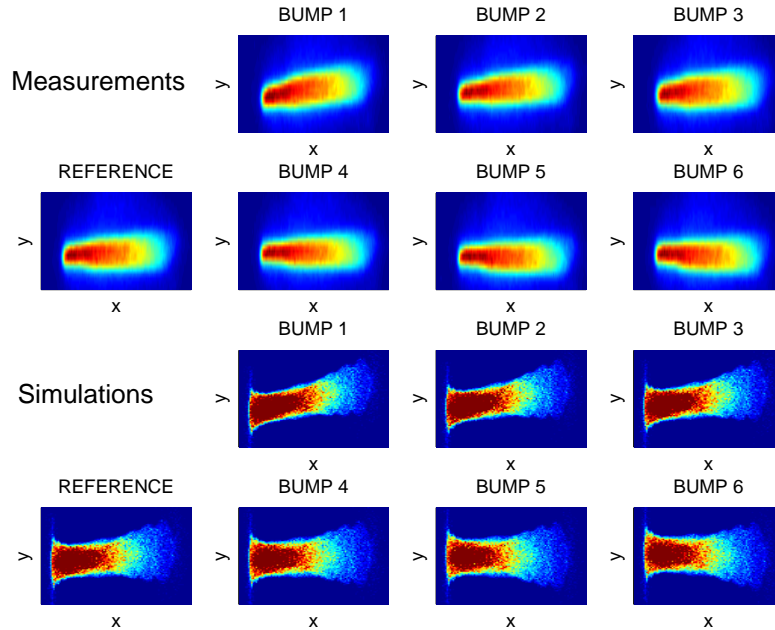 BUMP 1 BUMP 2 BUMP 3
Measurements
y y y
x x x
REFERENCE BUMP 4 BUMP 5 BUMP 6
y y y y
x x x x
BUMP 1 BUMP 2 BUMP 3
Simulations
y y y
x x x
REFERENCE BUMP 4 BUMP 5 BUMP 6
y y y y
x x x x